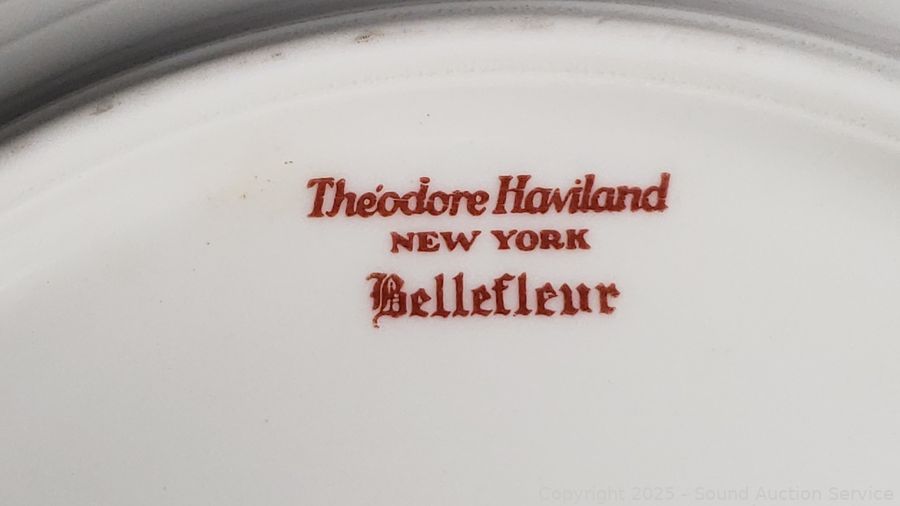 Théodore Haviland
NEW YORK
Bellefleur
Copyright 2025 - Sound Auction Service